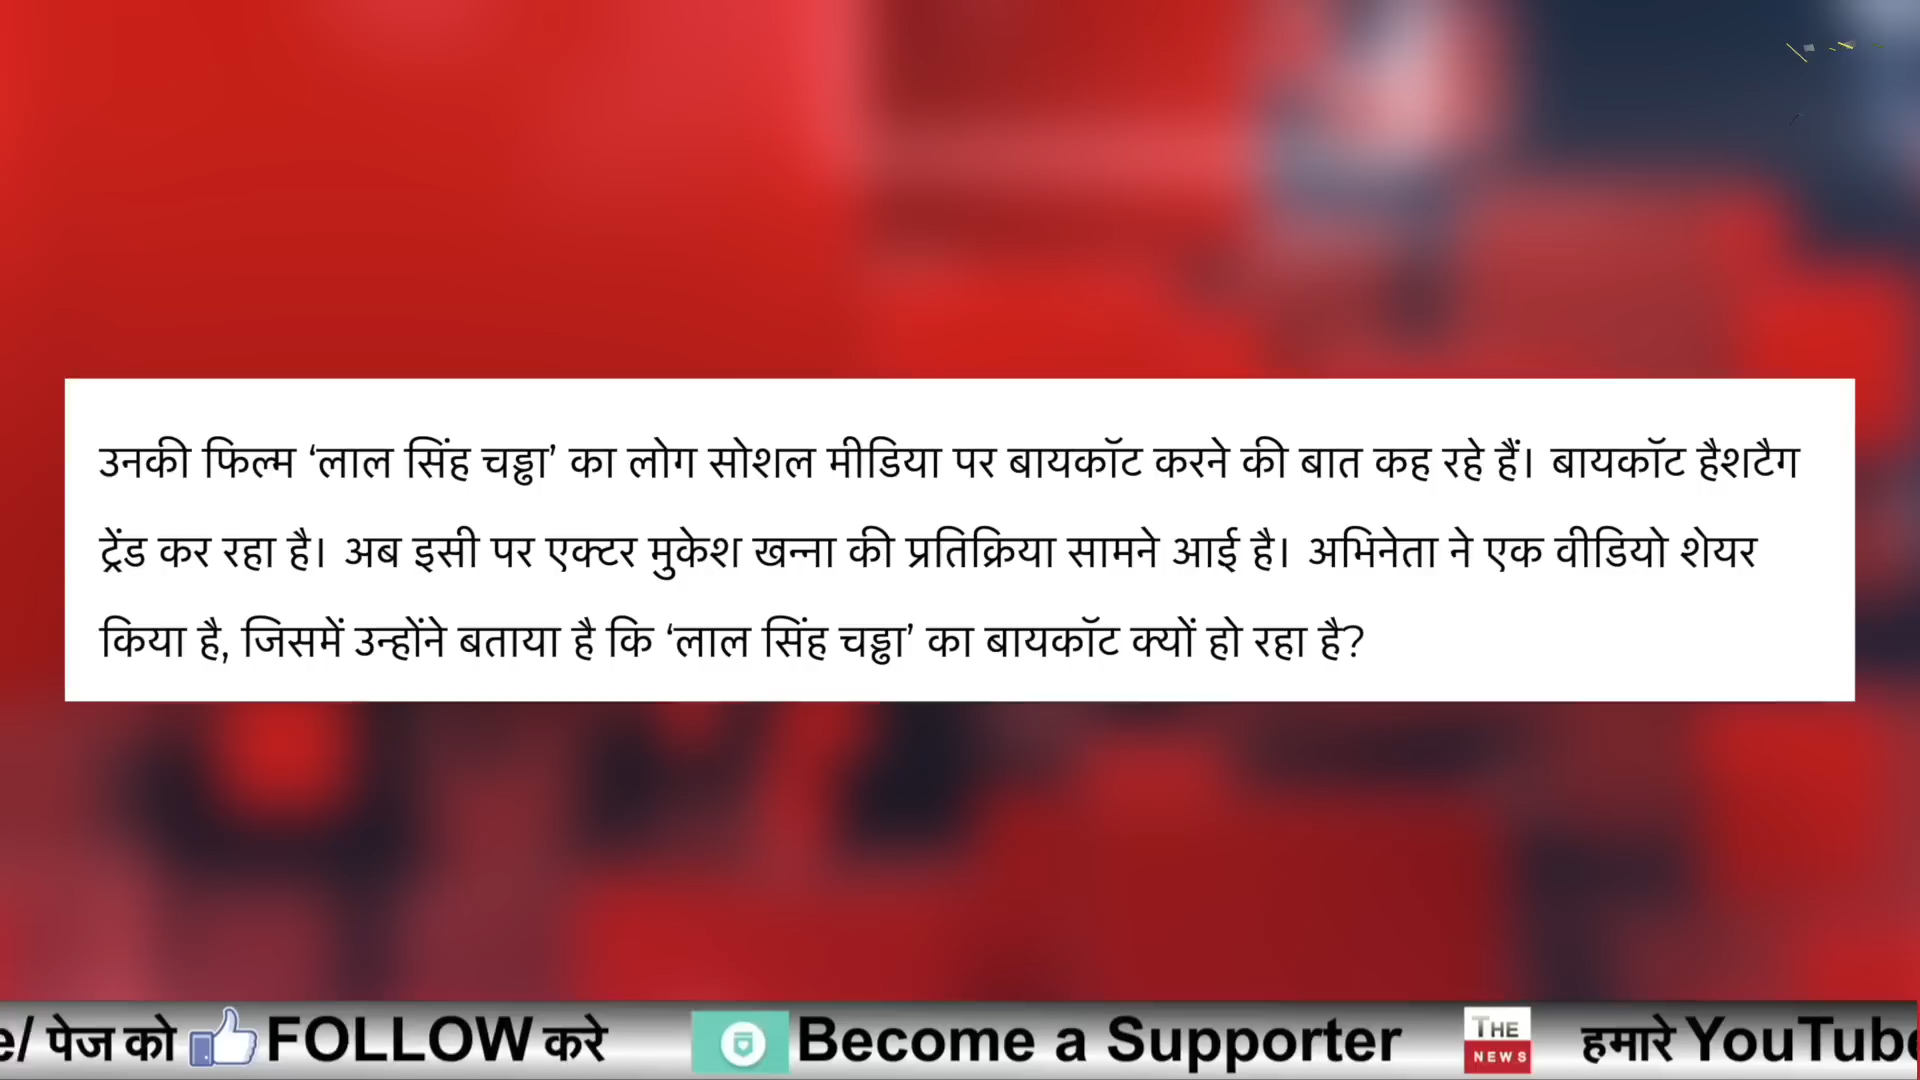 उनकी फिल्म ‘लाल सिंह चड्ढा’ का लोग सोशल मीडिया पर बायकॉट करने की बात कह रहे हैं। बायकॉट हैशटैग
ट्रेंड कर रहा है। अब इसी पर एक्टर मुकेश खन्ना की प्रतिक्रिया सामने आई है। अभिनेता ने एक वीडियो शेयर
किया है, जिसमें उन्होंने बताया है कि ‘लाल सिंह चड्ढा’ का बायकॉट क्यों हो रहा है?
e/ पेज को FOLLOW करे Become a Supporter THE NEWS हमारे YouTube